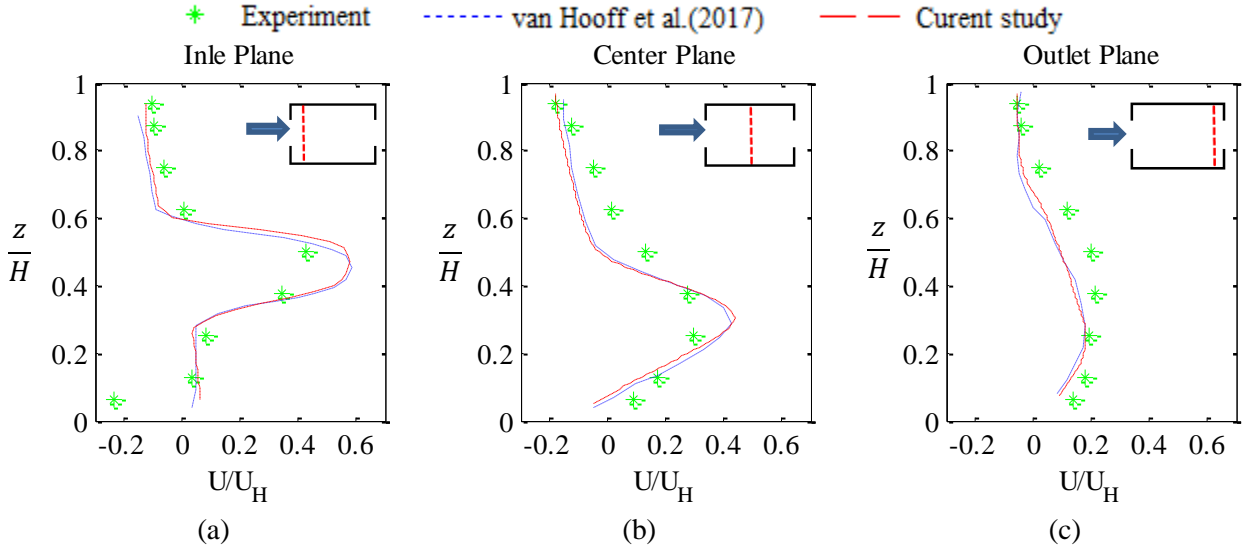 Experiment van Hooff et al.(2017) Curent study
Inle Plane Center Plane Outlet Plane
1 1 1
0.8 0.8 0.8
0.6 0.6 0.6
z/H z/H z/H
0.4 0.4 0.4
0.2 0.2 0.2
0 0 0
-0.2 0 0.2 0.4 0.6 -0.2 0 0.2 0.4 0.6 -0.2 0 0.2 0.4 0.6
U/U_H U/U_H U/U_H
(a) (b) (c)